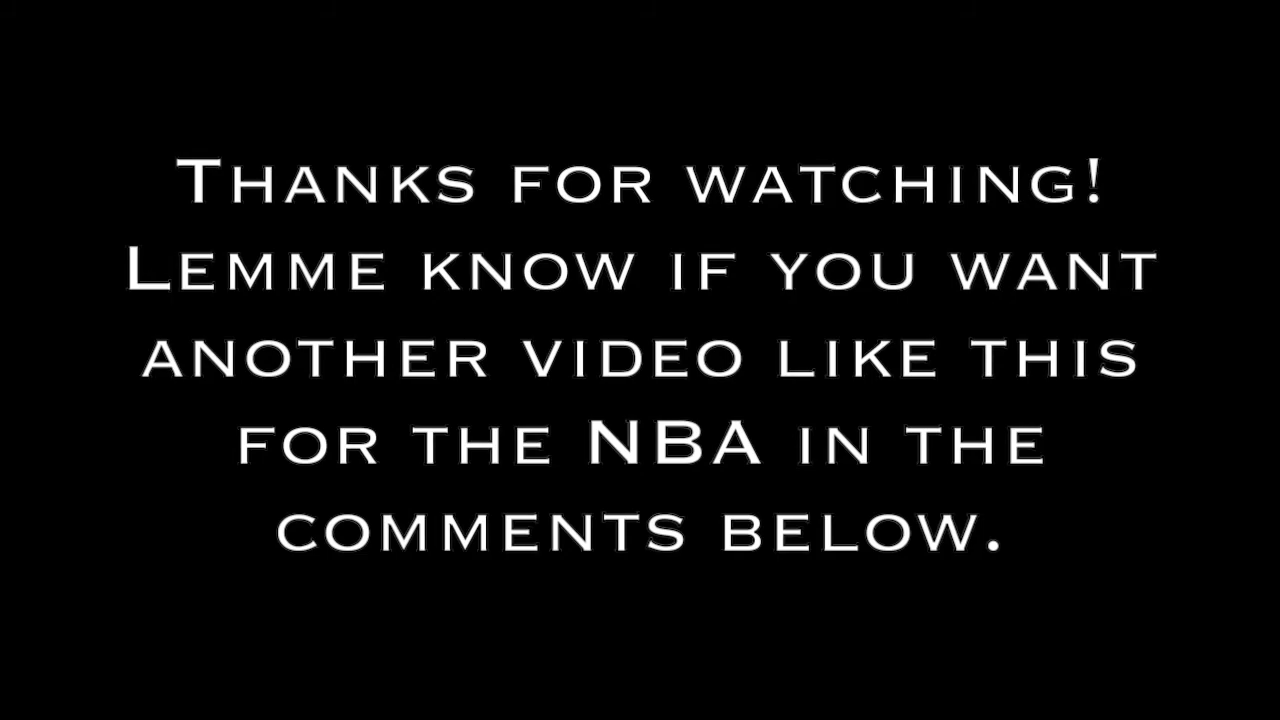 Thanks for watching!
Lemme know if you want
another video like this
for the NBA in the
comments below.